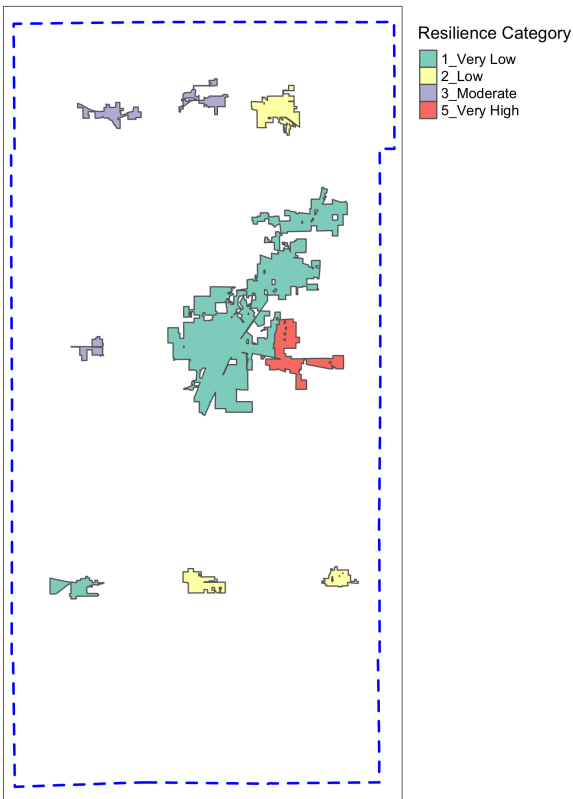 Resilience Category
1_Very Low
2_Low
3_Moderate
5_Very High